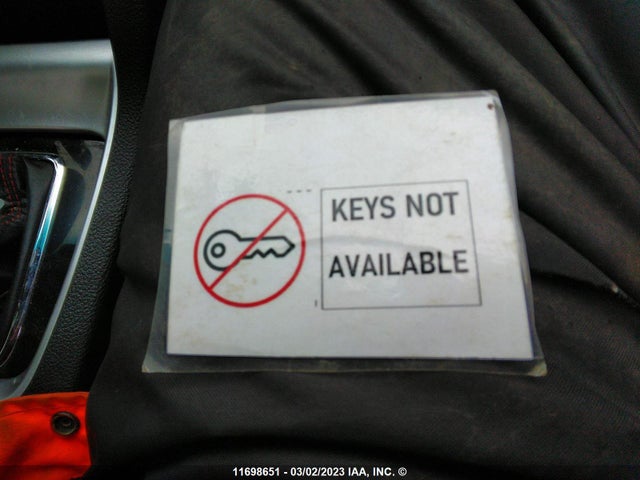 KEYS NOT
AVAILABLE
11698651 - 03/02/2023 IAA, INC. ©